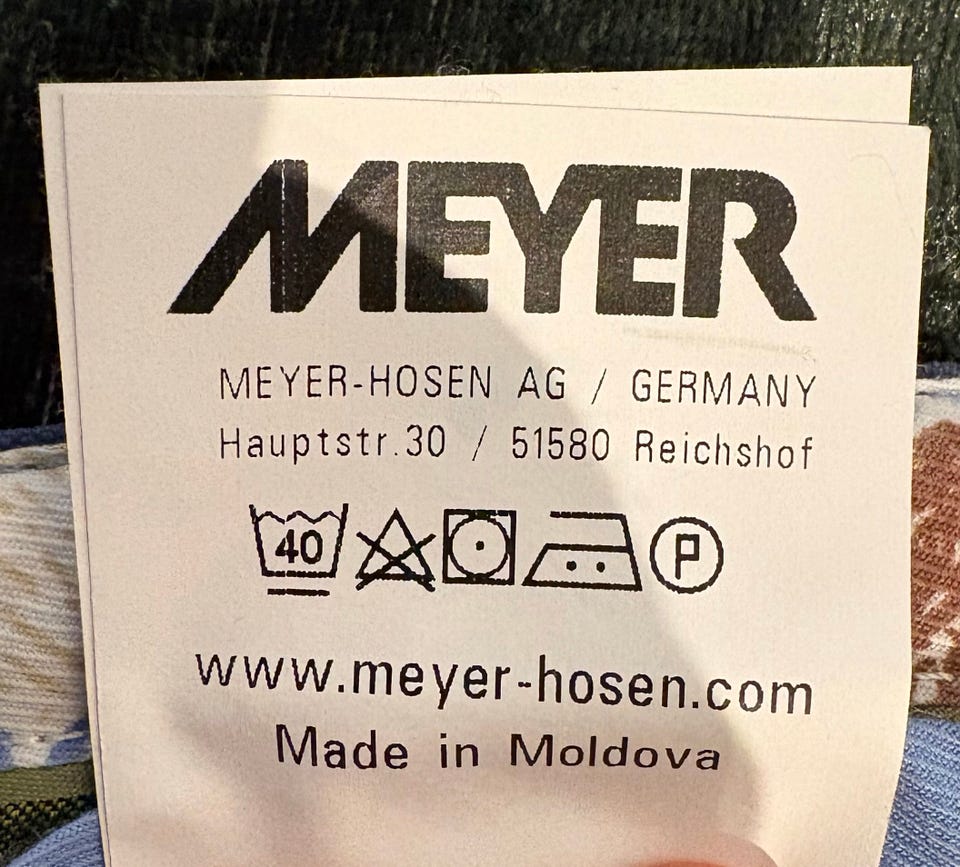 MEYER
MEYER-HOSEN AG / GERMANY
Hauptstr.30 / 51580 Reichshof
40 P
www.meyer-hosen.com
Made in Moldova